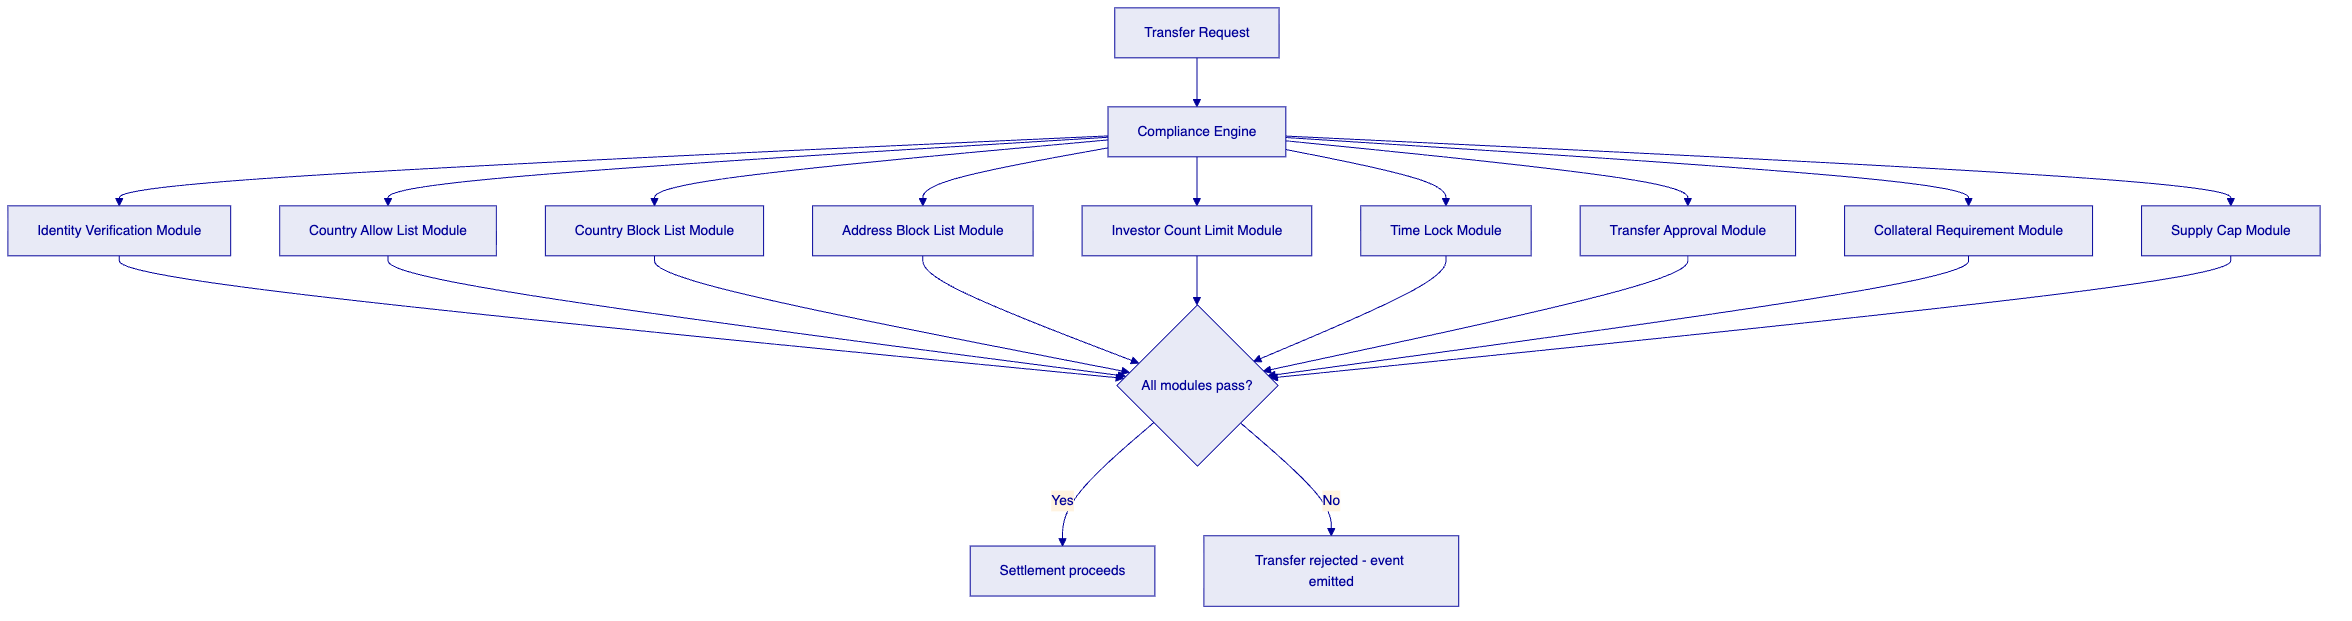 Transfer Request
Compliance Engine
Identity Verification Module
Country Allow List Module
Country Block List Module
Address Block List Module
Investor Count Limit Module
Time Lock Module
Transfer Approval Module
Collateral Requirement Module
Supply Cap Module
All modules pass?
Yes
No
Settlement proceeds
Transfer rejected - event
emitted